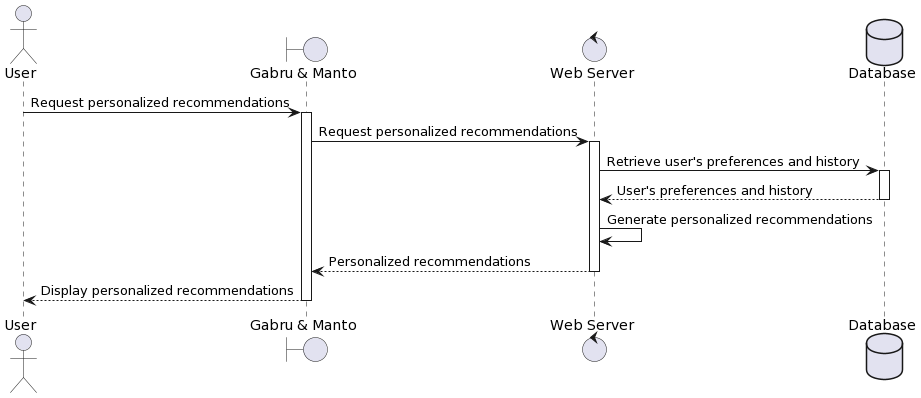 User
Gabru & Manto
Web Server
Database
Request personalized recommendations
Request personalized recommendations
Retrieve user's preferences and history
User's preferences and history
Generate personalized recommendations
Personalized recommendations
Display personalized recommendations
User
Gabru & Manto
Web Server
Database